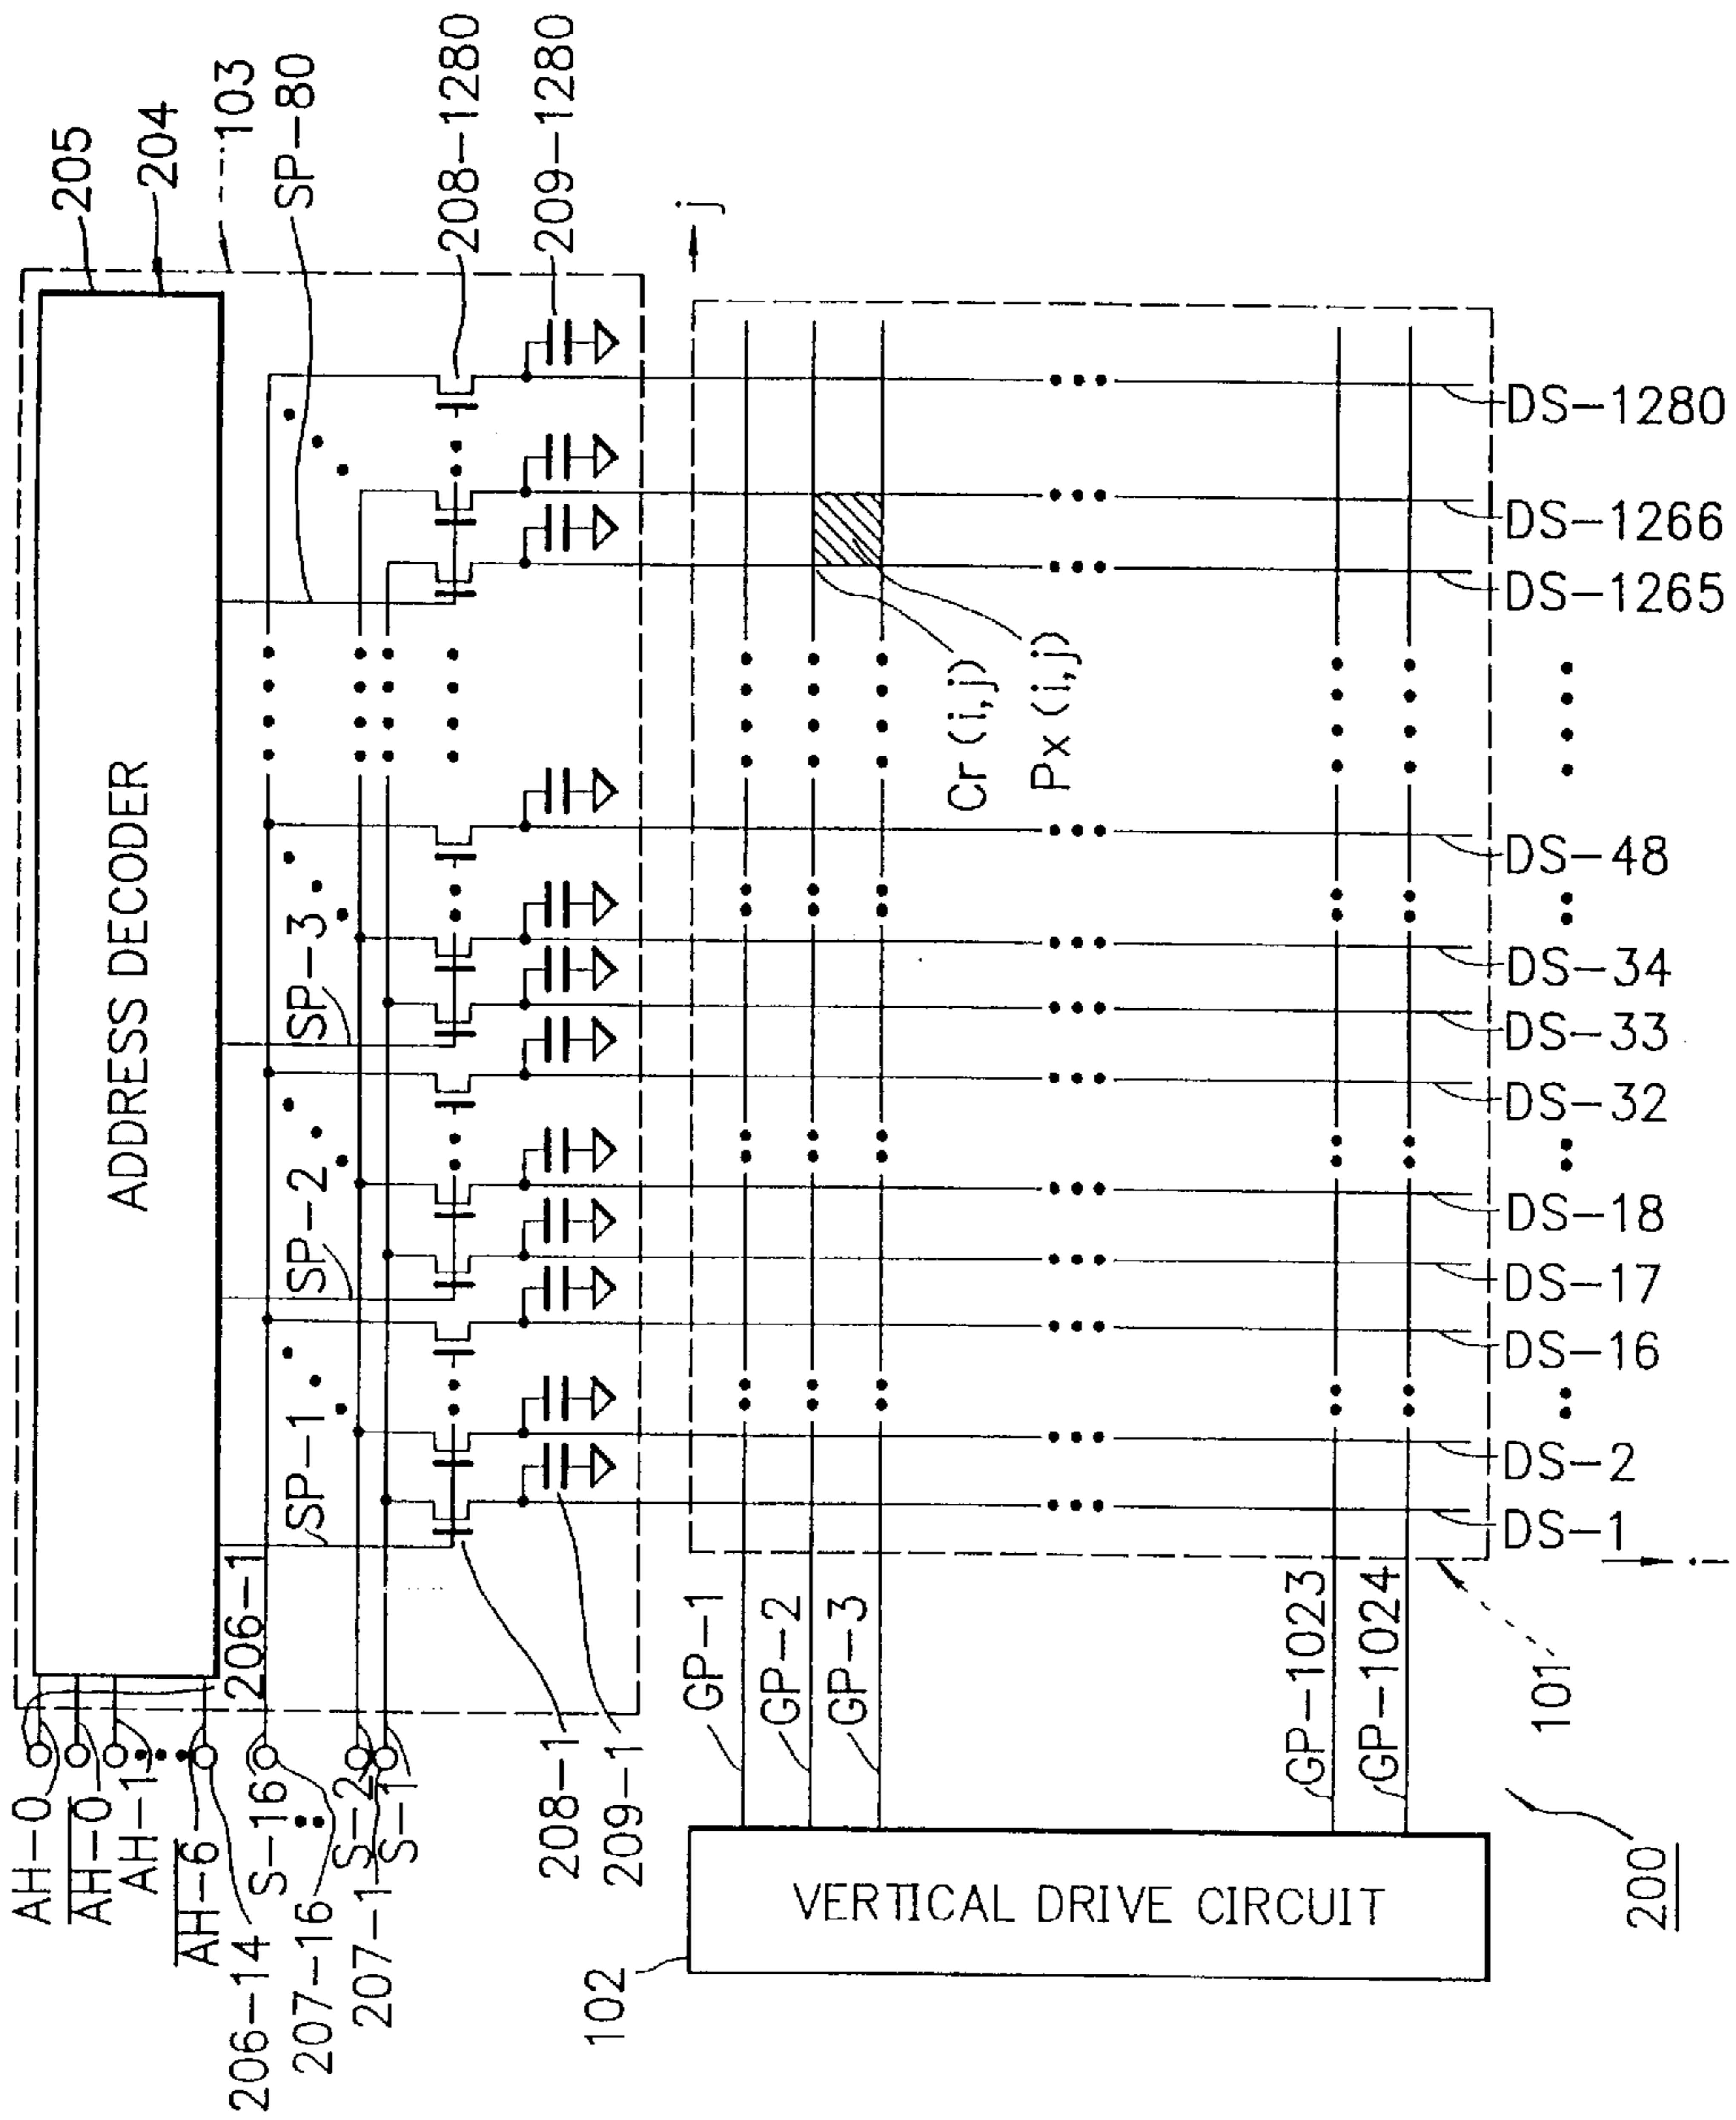 205
204
103
SP-80
208-1280
209-1280
ADDRESS DECODER
AH-0
AH-0
AH-1
AH-6
206-14
206-1
S-16
207-16
S-2
207-1
S-1
SP-1
SP-2
SP-3
208-1
209-1
j
GP-1
GP-2
GP-3
GP-1023
GP-1024
Cr(i,j)
Px(i,j)
102
VERTICAL DRIVE CIRCUIT
DS-1
DS-2
DS-16
DS-17
DS-18
DS-32
DS-33
DS-34
DS-48
DS-1265
DS-1266
DS-1280
i
101
200